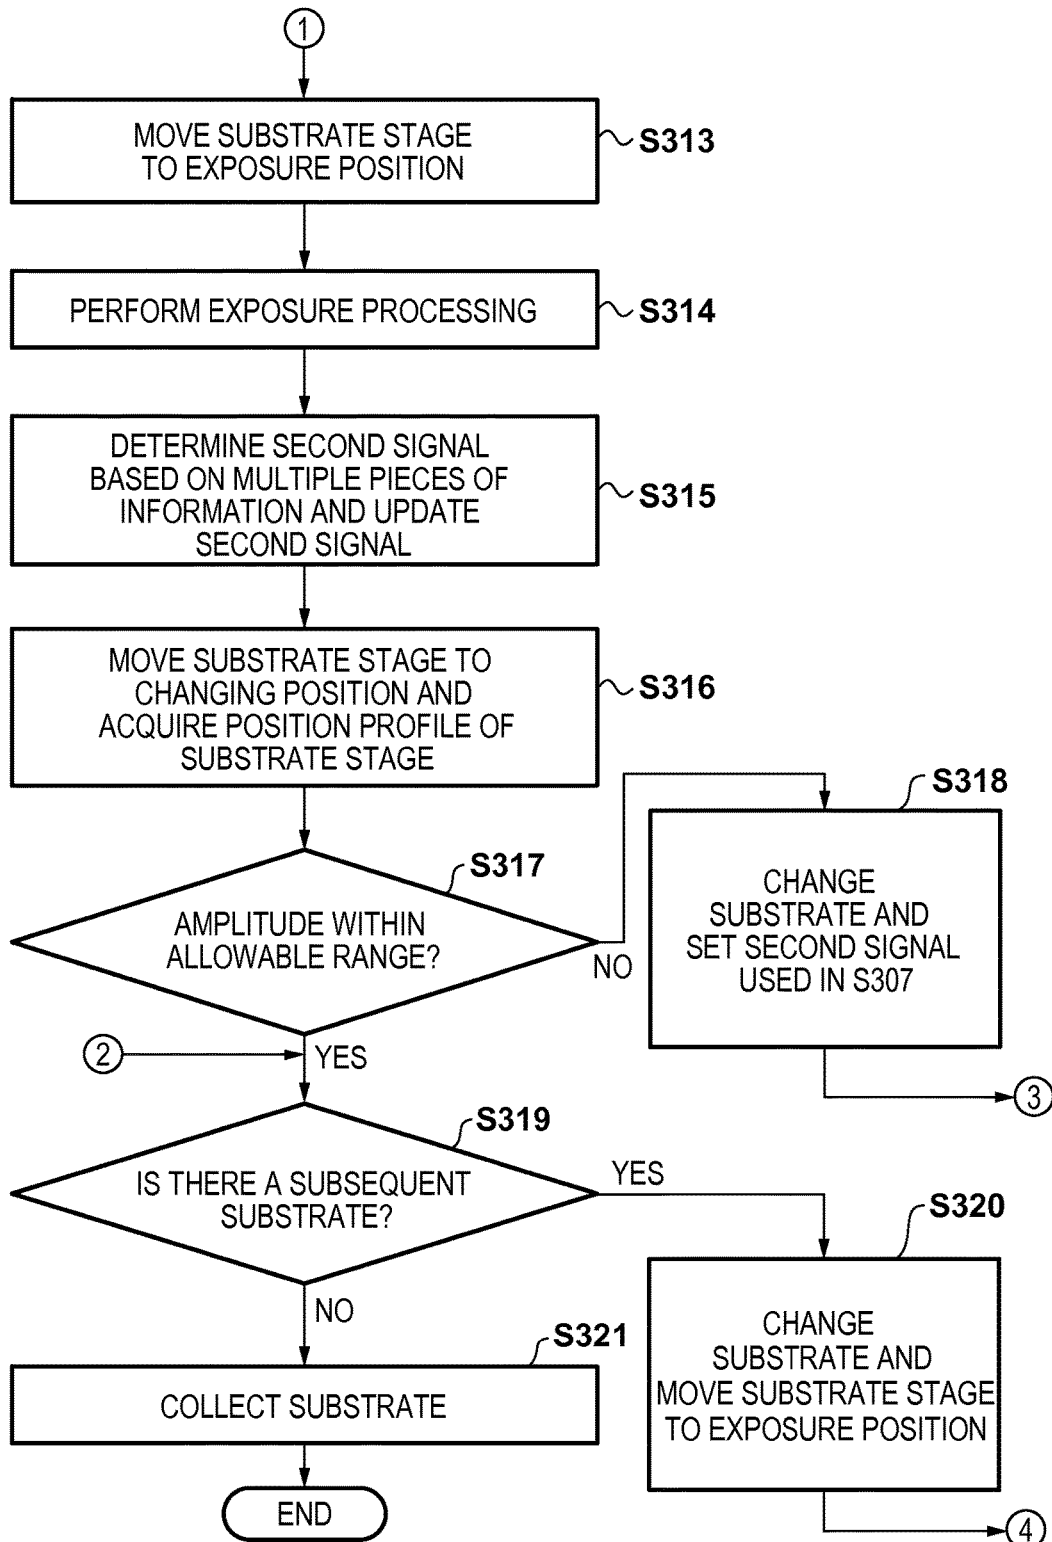 1
MOVE SUBSTRATE STAGE
TO EXPOSURE POSITION
S313
PERFORM EXPOSURE PROCESSING
S314
DETERMINE SECOND SIGNAL
BASED ON MULTIPLE PIECES OF
INFORMATION AND UPDATE
SECOND SIGNAL
S315
MOVE SUBSTRATE STAGE TO
CHANGING POSITION AND
ACQUIRE POSITION PROFILE OF
SUBSTRATE STAGE
S316
S317
AMPLITUDE WITHIN
ALLOWABLE RANGE?
NO
S318
CHANGE
SUBSTRATE AND
SET SECOND SIGNAL
USED IN S307
3
2
YES
S319
IS THERE A SUBSEQUENT
SUBSTRATE?
YES
S320
CHANGE
SUBSTRATE AND
MOVE SUBSTRATE STAGE
TO EXPOSURE POSITION
4
NO
S321
COLLECT SUBSTRATE
END